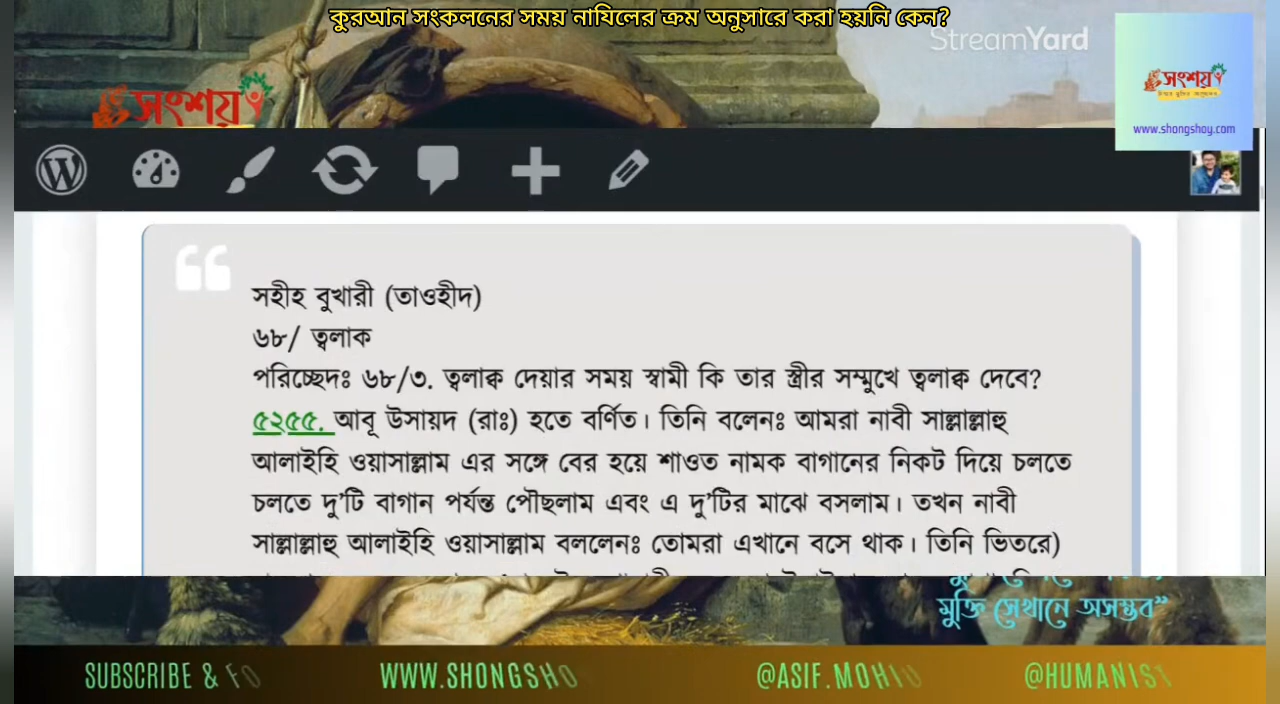 কুরআন সংকলনের সময় নাযিলের ক্রম অনুসারে করা হয়নি কেন?
StreamYard
সংশয়
সংশয়
www.shongshoy.com
সহীহ বুখারী (তাওহীদ)
৬৮/ ত্বলাক
পরিচ্ছেদঃ ৬৮/৩. ত্বলাক্ব দেয়ার সময় স্বামী কি তার স্ত্রীর সম্মুখে ত্বলাক্ব দেবে?
৫২৫৫. আবূ উসায়দ (রাঃ) হতে বর্ণিত। তিনি বলেনঃ আমরা নাবী সাল্লাল্লাহু
আলাইহি ওয়াসাল্লাম এর সঙ্গে বের হয়ে শাওত নামক বাগানের নিকট দিয়ে চলতে
চলতে দু'টি বাগান পর্যন্ত পৌছলাম এবং এ দু'টির মাঝে বসলাম। তখন নাবী
সাল্লাল্লাহু আলাইহি ওয়াসাল্লাম বললেনঃ তোমরা এখানে বসে থাক। তিনি ভিতরে)
মুক্তি সেখানে অসম্ভব”
SUBSCRIBE & FO
WWW.SHONGSHO
@ASIF.MOHIU
@HUMANIST